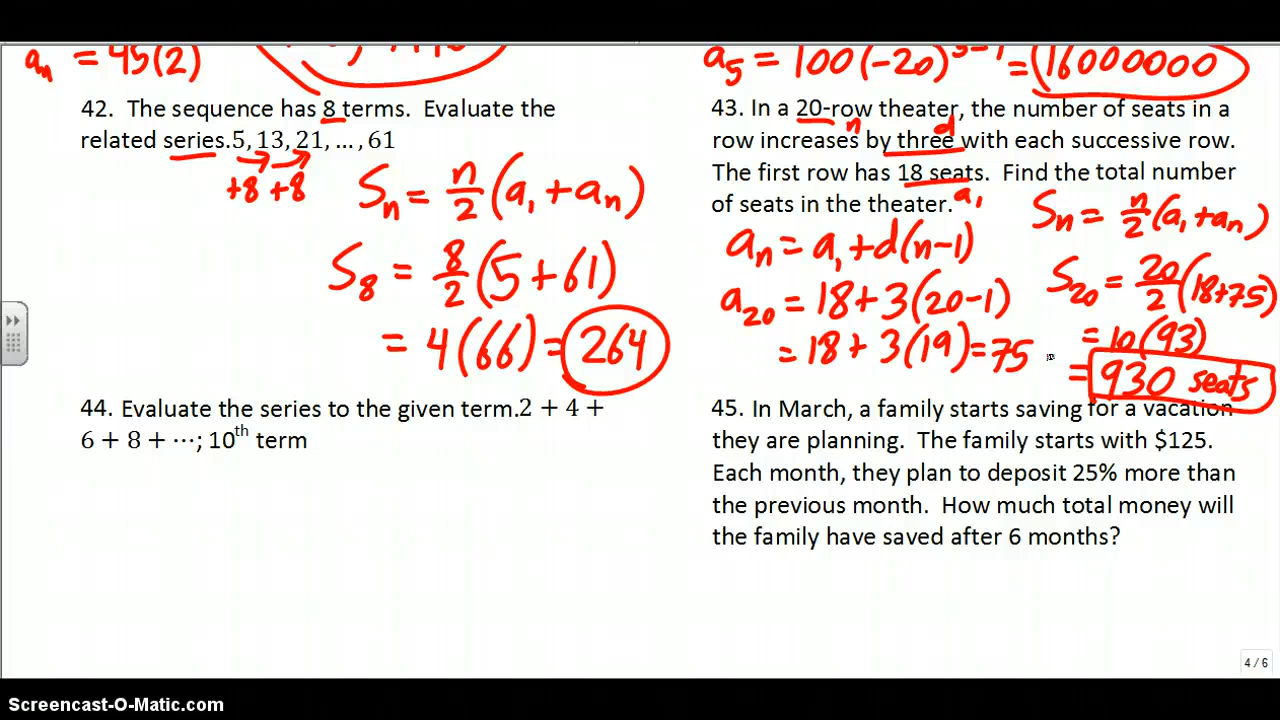 aₙ = 45(2)
a₅ = 100(-20)⁵⁻¹ = 16000000
42. The sequence has 8 terms. Evaluate the
related series.5, 13, 21, … , 61
+8 +8
Sₙ = n/2 (a₁ + aₙ)
S₈ = 8/2 (5 + 61)
= 4(66) = 264
43. In a 20-row theater, the number of seats in a
n d
row increases by three with each successive row.
The first row has 18 seats. Find the total number
of seats in the theater.
a₁
aₙ = a₁ + d(n-1)
a₂₀ = 18 + 3(20-1)
= 18 + 3(19) = 75
Sₙ = n/2 (a₁ + aₙ)
S₂₀ = 20/2 (18+75)
= 10(93)
= 930 seats
44. Evaluate the series to the given term.2 + 4 +
6 + 8 + ⋯; 10th term
45. In March, a family starts saving for a vacation
they are planning. The family starts with $125.
Each month, they plan to deposit 25% more than
the previous month. How much total money will
the family have saved after 6 months?
4 / 6
Screencast-O-Matic.com